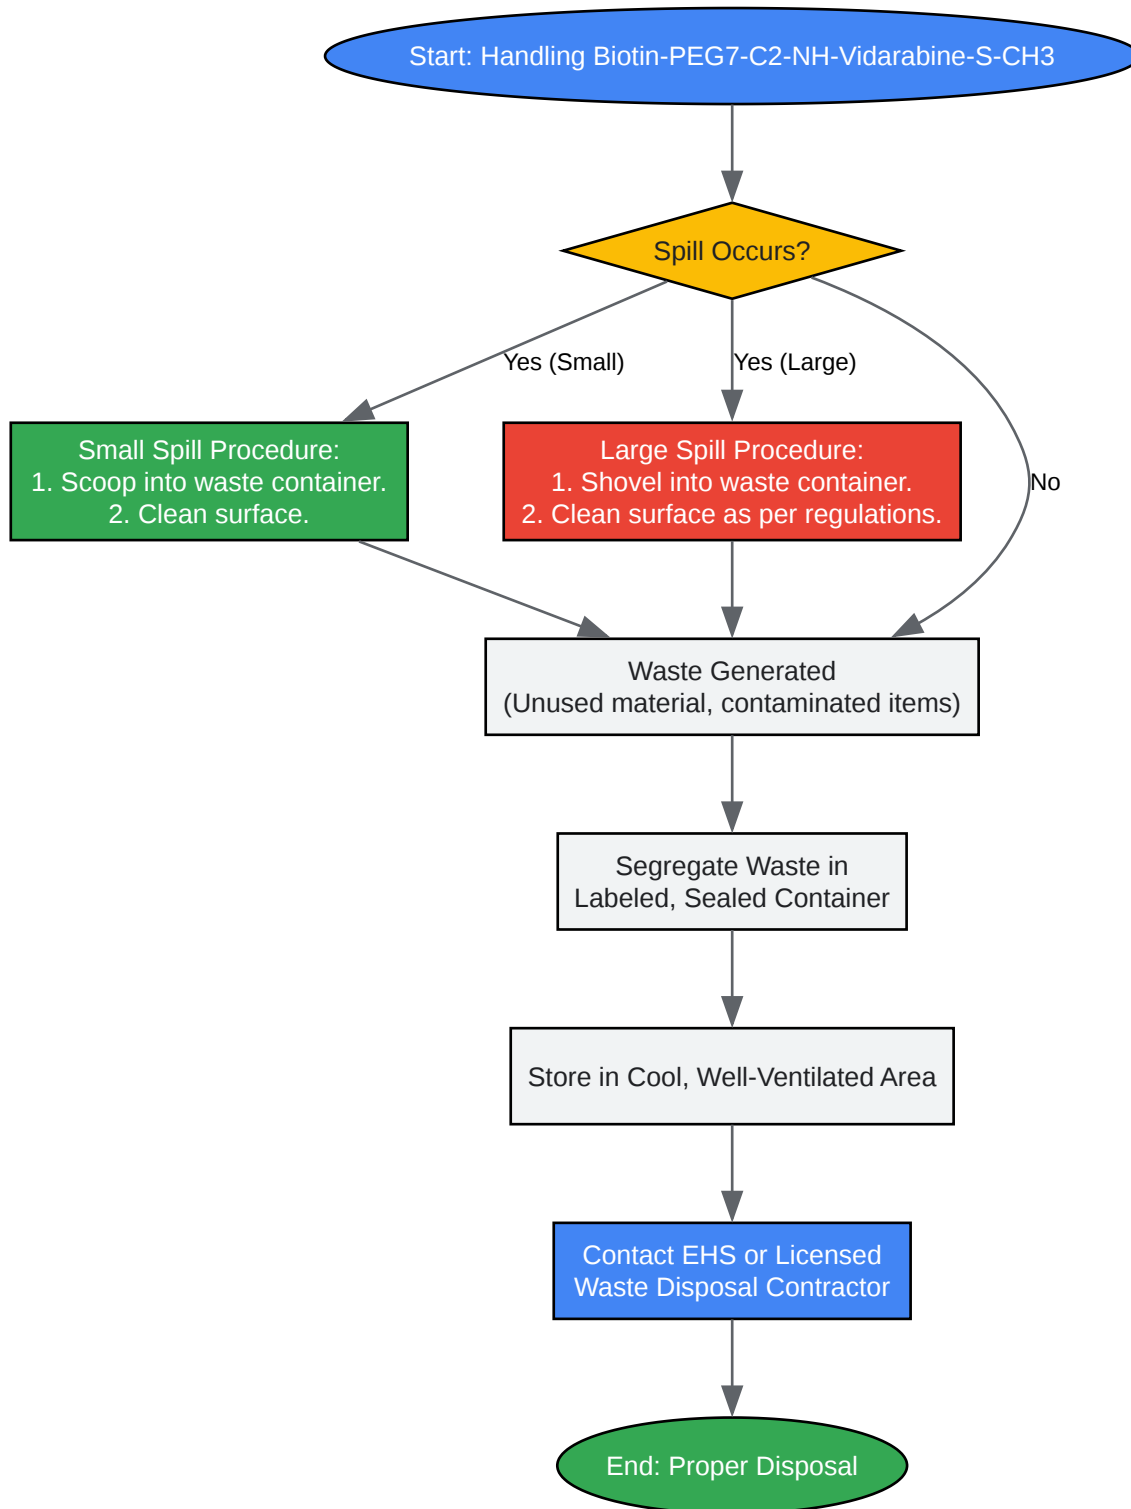 Start: Handling Biotin-PEG7-C2-NH-Vidarabine-S-CH3
Spill Occurs?
Yes (Small)
Yes (Large)
Small Spill Procedure:
1. Scoop into waste container.
2. Clean surface.
Large Spill Procedure:
1. Shovel into waste container.
2. Clean surface as per regulations.
No
Waste Generated
(Unused material, contaminated items)
Segregate Waste in
Labeled, Sealed Container
Store in Cool, Well-Ventilated Area
Contact EHS or Licensed
Waste Disposal Contractor
End: Proper Disposal